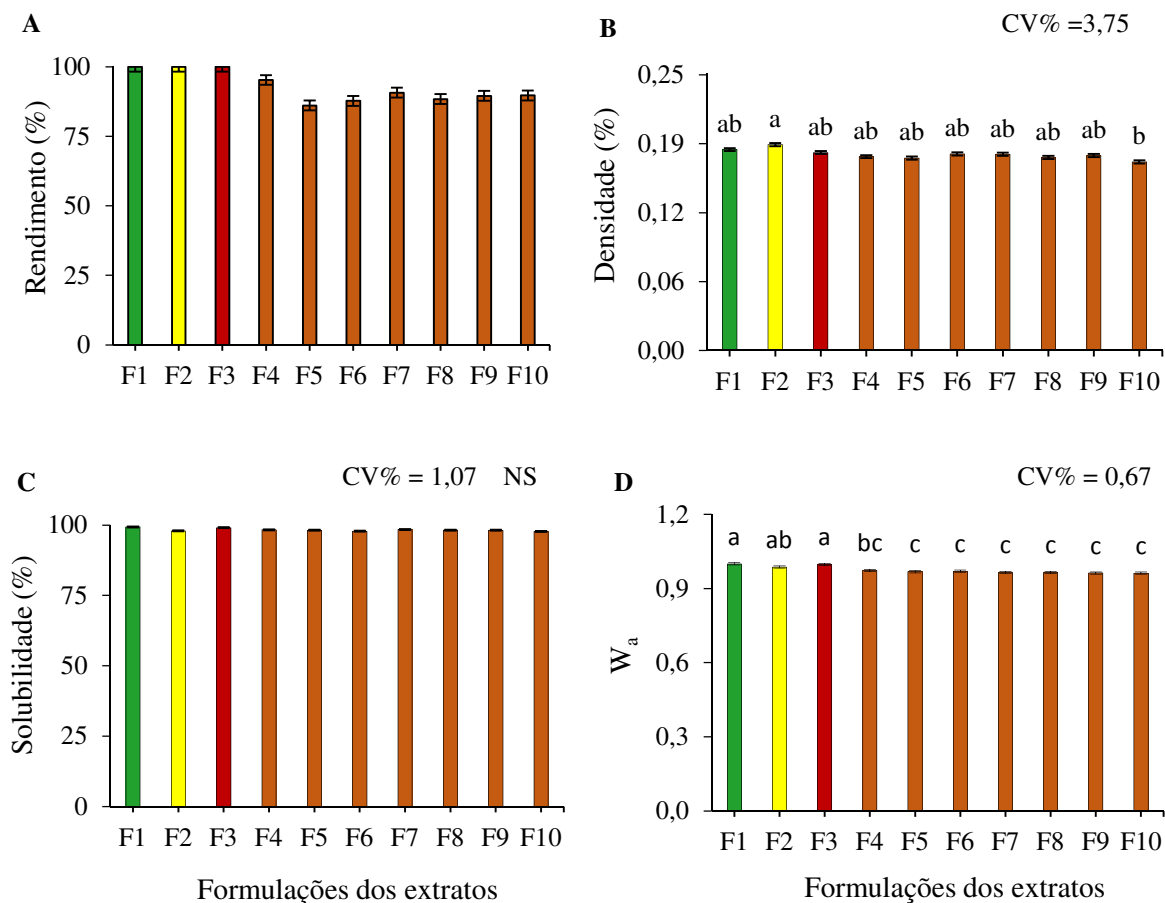 A
Rendimento (%)
100
75
50
25
0
F1 F2 F3 F4 F5 F6 F7 F8 F9 F10
B
CV% =3,75
Densidade (%)
0,25
0,19
0,12
0,06
0,00
ab a ab ab ab ab ab ab ab b
F1 F2 F3 F4 F5 F6 F7 F8 F9 F10
C
CV% = 1,07 NS
Solubilidade (%)
100
75
50
25
0
F1 F2 F3 F4 F5 F6 F7 F8 F9 F10
Formulações dos extratos
D
CV% = 0,67
Wa
1,2
0,9
0,6
0,3
0,0
a ab a bc c c c c c c
F1 F2 F3 F4 F5 F6 F7 F8 F9 F10
Formulações dos extratos